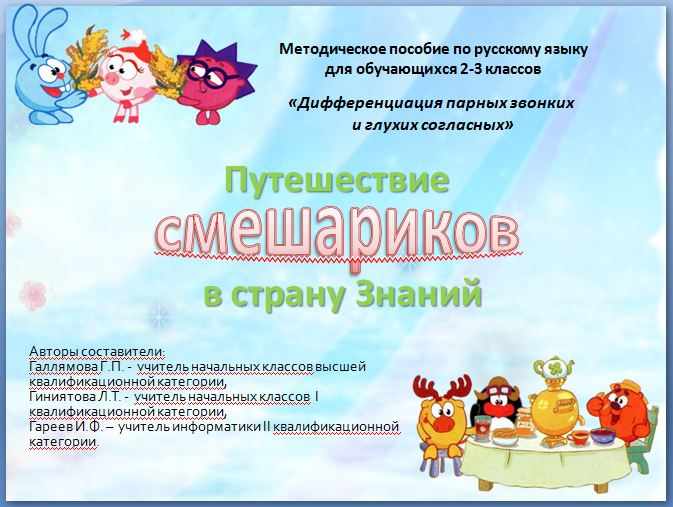 Методическое пособие по русскому языку
для обучающихся 2-3 классов
«Дифференциация парных звонких
и глухих согласных»
Путешествие
смешариков
в страну Знаний
Авторы составители:
Галлямова Г.П. - учитель начальных классов высшей
квалификационной категории,
Гиниятова Л.Т. - учитель начальных классов I
квалификационной категории,
Гареев И.Ф. – учитель информатики II квалификационной
категории.